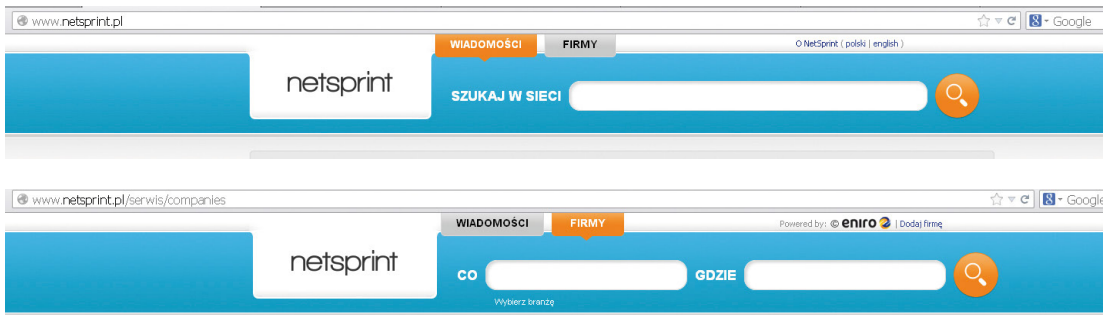 www.netsprint.pl Google
WIADOMOŚCI FIRMY O NetSprint ( polski | english )
netsprint
SZUKAJ W SIECI
www.netsprint.pl/serwis/companies Google
WIADOMOŚCI FIRMY Powered by: © eniro | Dodaj firmę
netsprint
CO GDZIE
Wybierz branżę